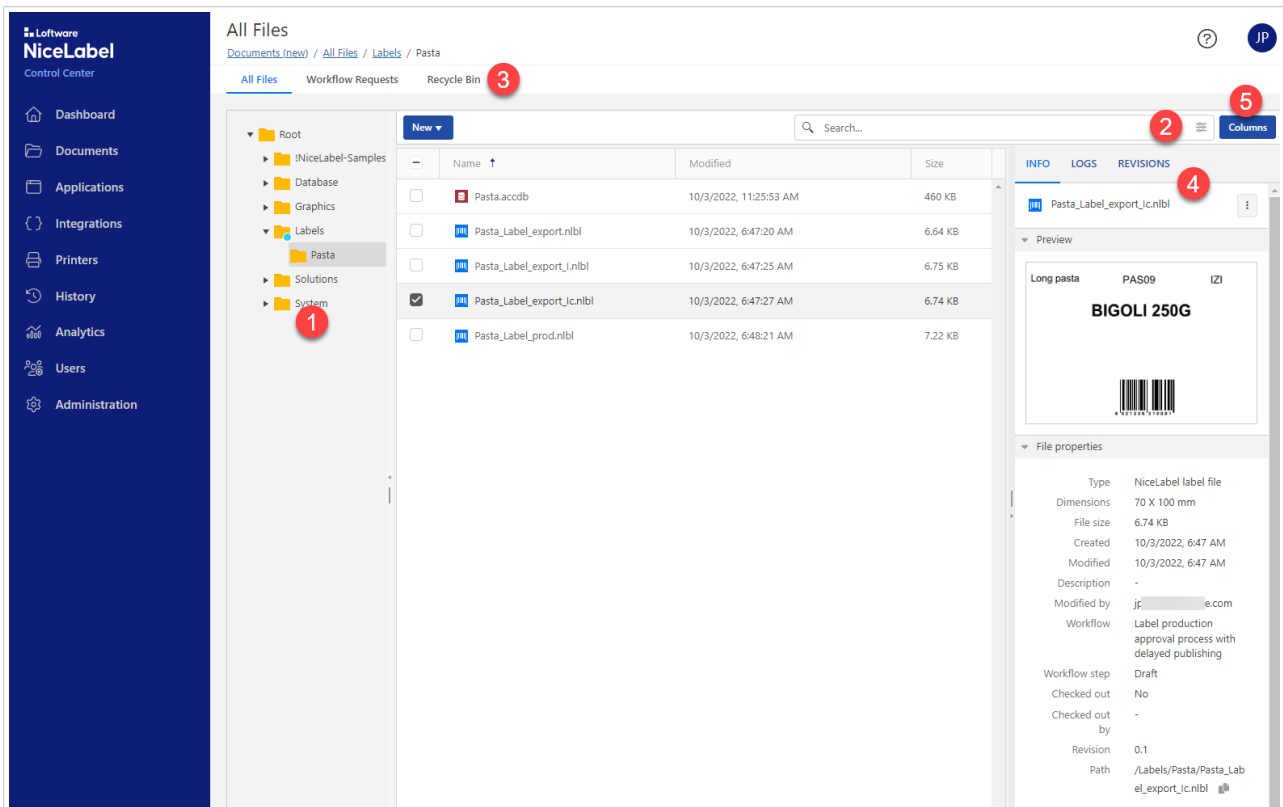 Loftware
NiceLabel
Control Center
Dashboard
Documents
Applications
Integrations
Printers
History
Analytics
Users
Administration
All Files
Documents (new) / All Files / Labels / Pasta
? JP
All Files Workflow Requests Recycle Bin 3
Root
!NiceLabel-Samples
Database
Graphics
Labels
Pasta
Solutions
System
1
New Search... 2 Columns 5
Name Modified Size
Pasta.accdb 10/3/2022, 11:25:53 AM 460 KB
Pasta_Label_export.nlbl 10/3/2022, 6:47:20 AM 6.64 KB
Pasta_Label_export_l.nlbl 10/3/2022, 6:47:25 AM 6.75 KB
Pasta_Label_export_lc.nlbl 10/3/2022, 6:47:27 AM 6.74 KB
Pasta_Label_prod.nlbl 10/3/2022, 6:48:21 AM 7.22 KB
INFO LOGS REVISIONS
4
Pasta_Label_export_lc.nlbl
Preview
Long pasta PAS09 IZI
BIGOLI 250G
File properties
Type NiceLabel label file
Dimensions 70 X 100 mm
File size 6.74 KB
Created 10/3/2022, 6:47 AM
Modified 10/3/2022, 6:47 AM
Description -
Modified by jp e.com
Workflow Label production
approval process with
delayed publishing
Workflow step Draft
Checked out No
Checked out -
by
Revision 0.1
Path /Labels/Pasta/Pasta_Lab
el_export_lc.nlbl